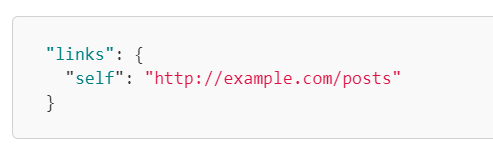 "links": {
  "self": "http://example.com/posts"
}